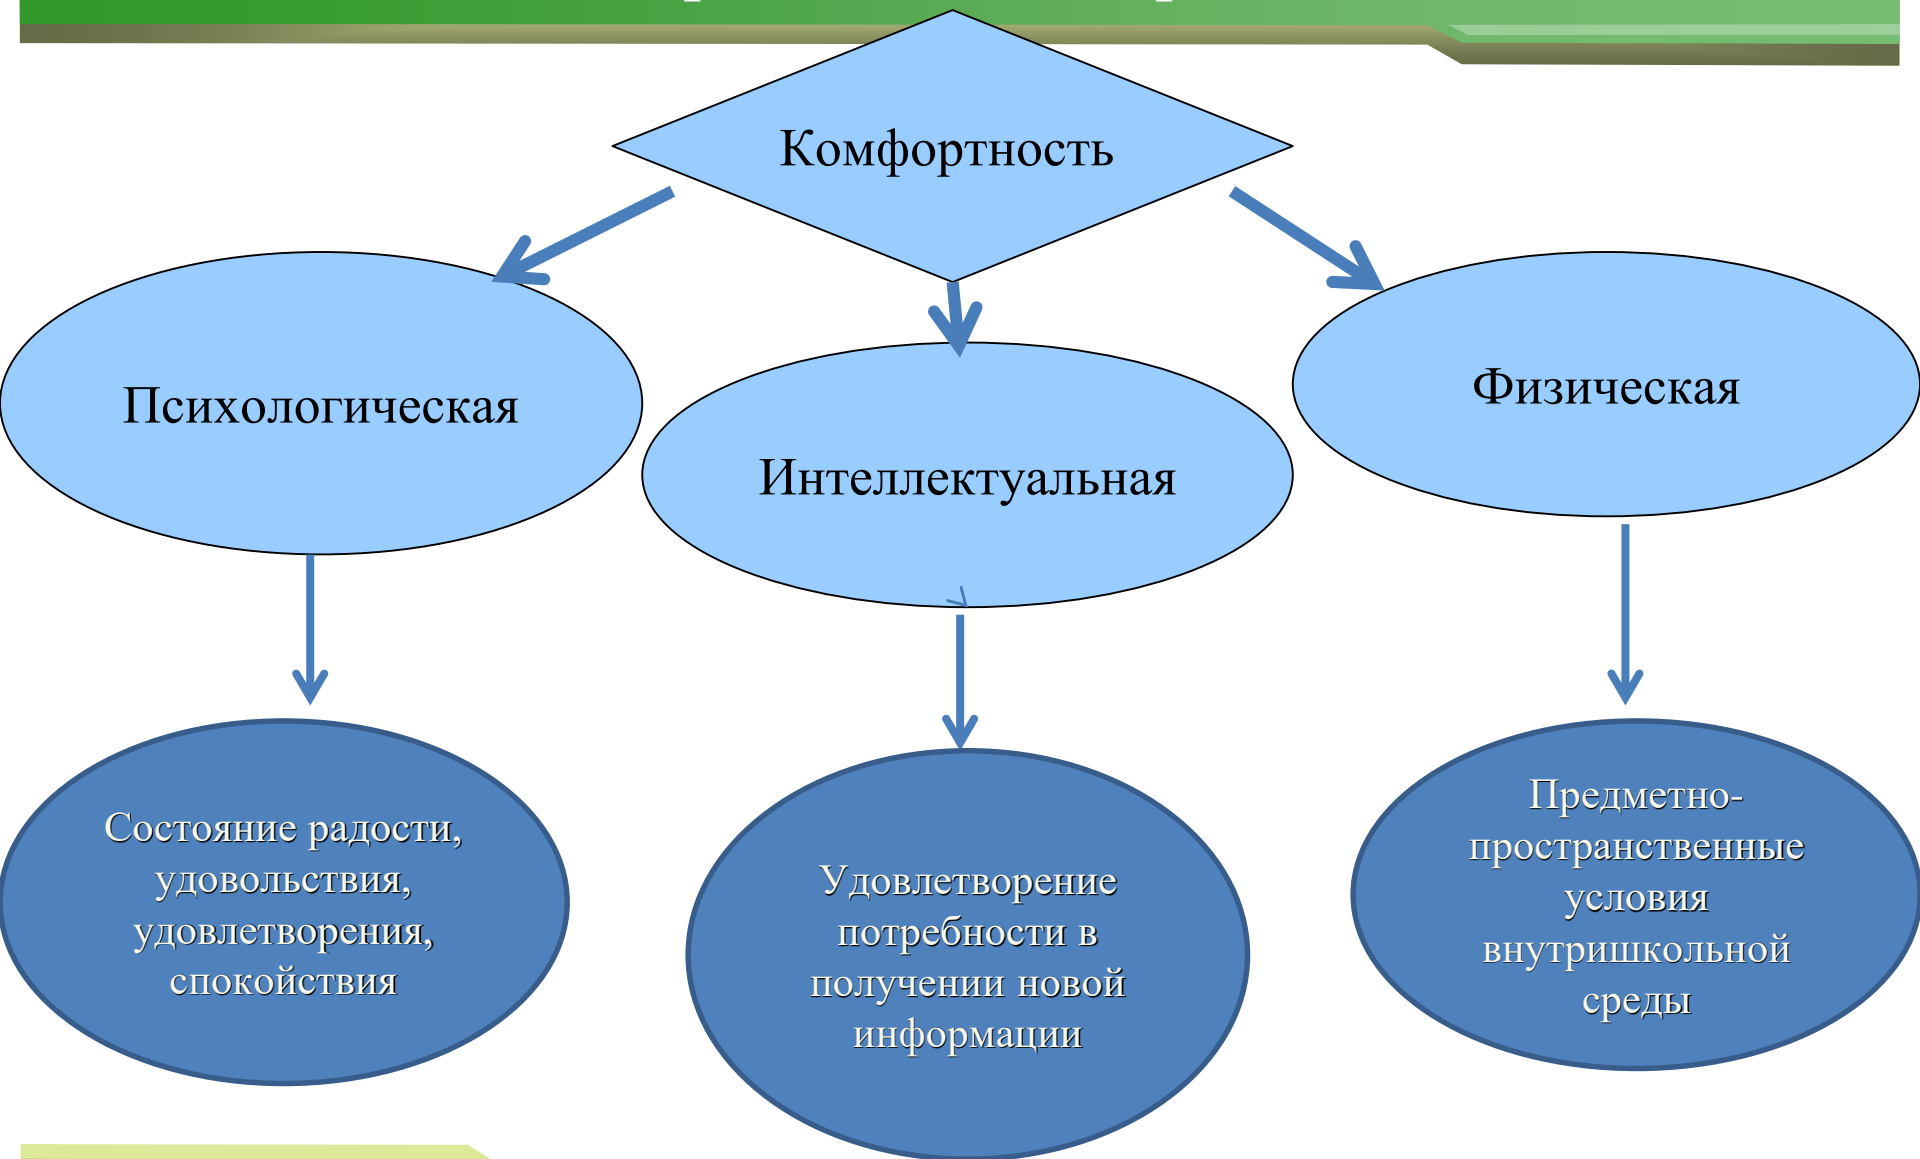 Комфортность
Психологическая
Интеллектуальная
Физическая
Состояние радости,
удовольствия,
удовлетворения,
спокойствия
Удовлетворение
потребности в
получении новой
информации
Предметно-
пространственные
условия
внутришкольной
среды